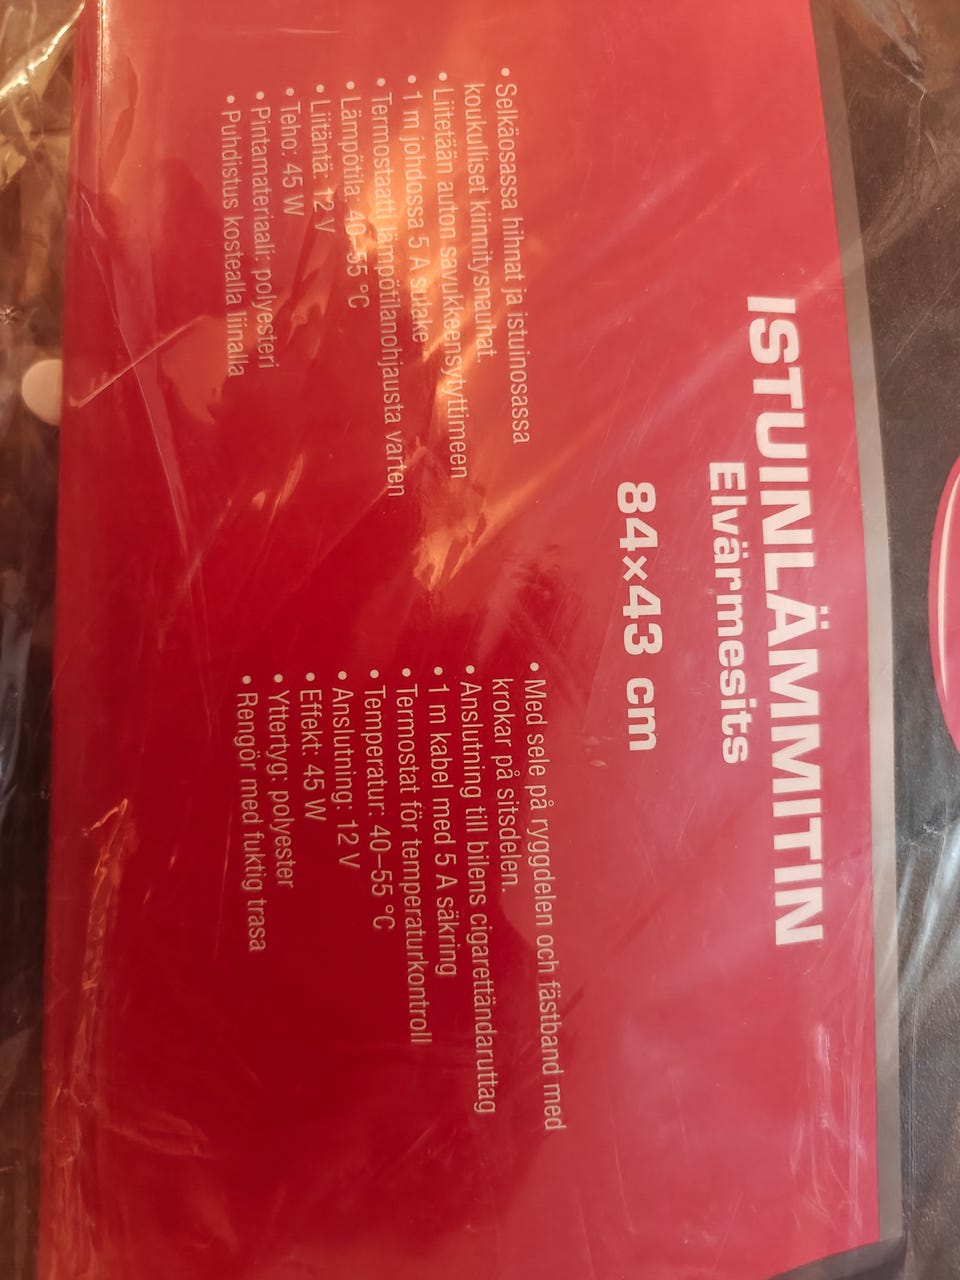 ISTUINLÄMMITIN
Elvärmesits
84×43 cm
• Selkäosassa hihnat ja istuinosassa
koukulliset kiinnitysnauhat.
• Liitetään auton savukkeensytyttimeen
• 1 m johdossa 5 A sulake
• Termostaatti lämpötilanohjausta varten
• Lämpötila: 40–55 °C
• Liitäntä: 12 V
• Teho: 45 W
• Pintamateriaali: polyesteri
• Puhdistus kostealla liinalla
• Med sele på ryggdelen och fästband med
krokar på sitsdelen.
• Anslutning till bilens cigarettändaruttag
• 1 m kabel med 5 A säkring
• Termostat för temperaturkontroll
• Temperatur: 40–55 °C
• Anslutning: 12 V
• Effekt: 45 W
• Yttertyg: polyester
• Rengör med fuktig trasa